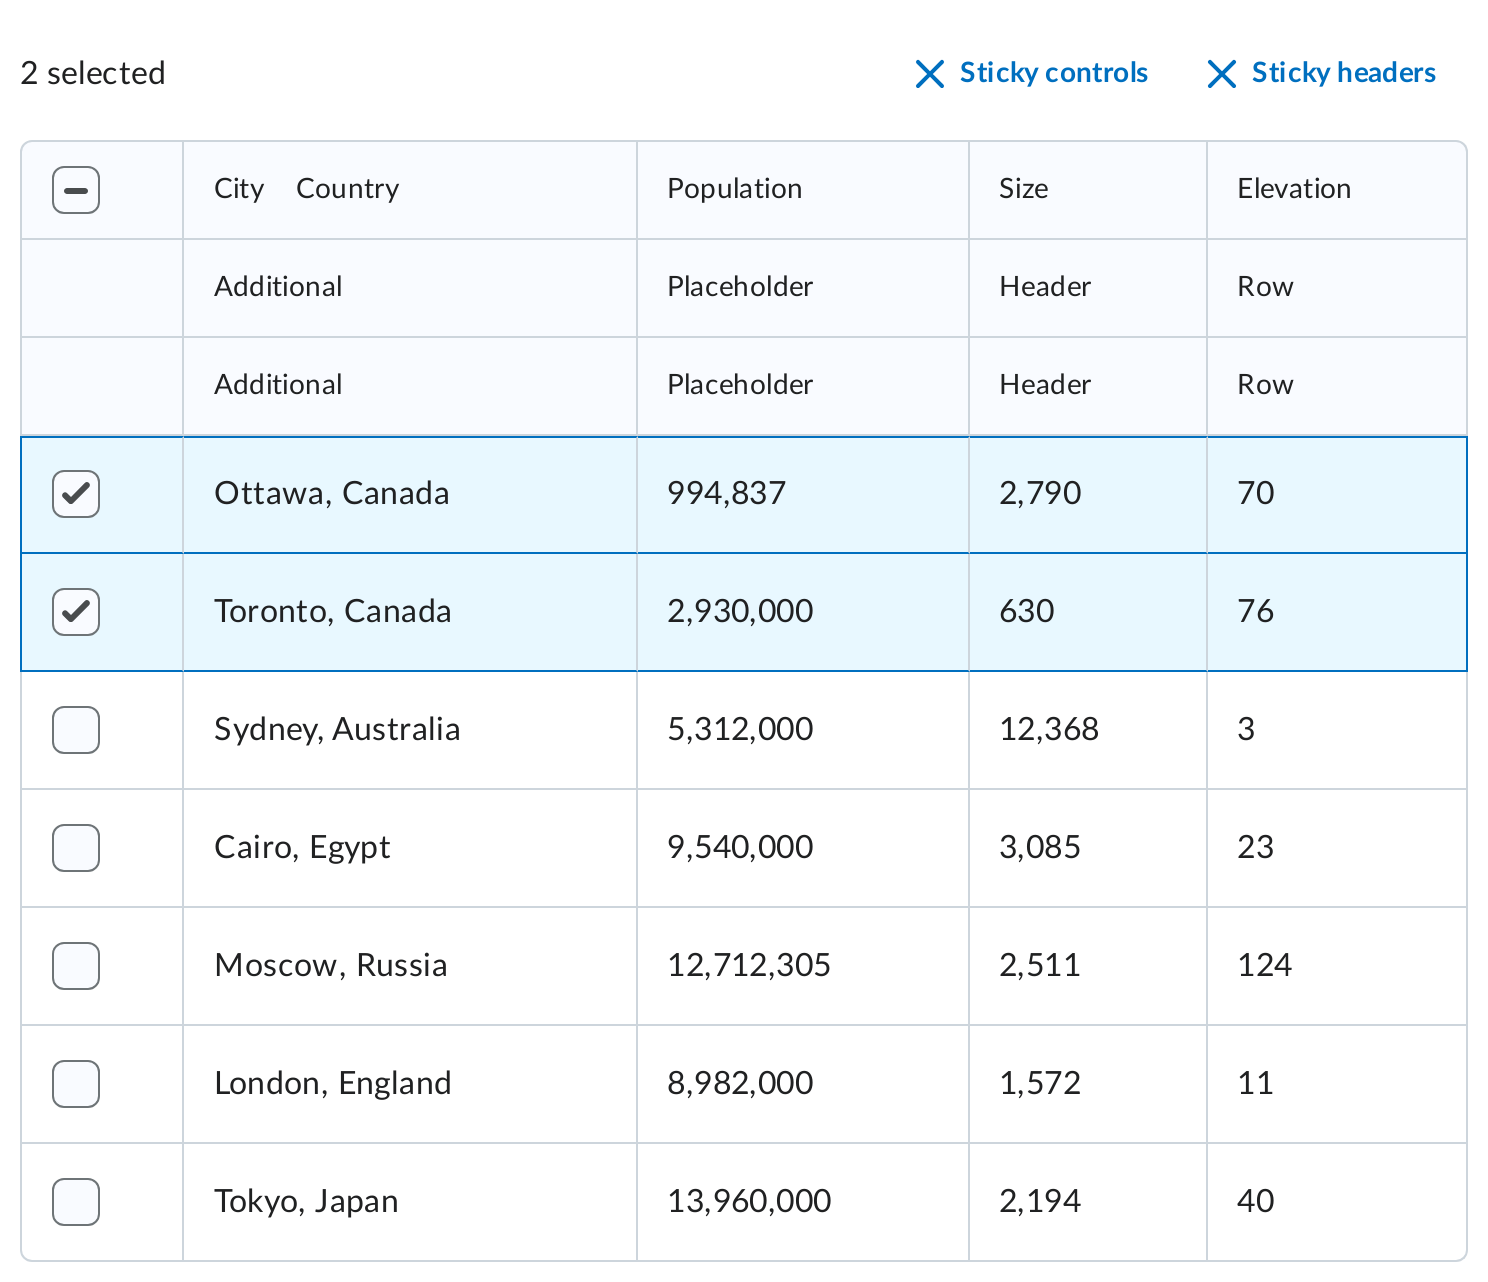 2 selected Sticky controls Sticky headers
City Country Population Size Elevation
Additional Placeholder Header Row
Additional Placeholder Header Row
Ottawa, Canada 994,837 2,790 70
Toronto, Canada 2,930,000 630 76
Sydney, Australia 5,312,000 12,368 3
Cairo, Egypt 9,540,000 3,085 23
Moscow, Russia 12,712,305 2,511 124
London, England 8,982,000 1,572 11
Tokyo, Japan 13,960,000 2,194 40